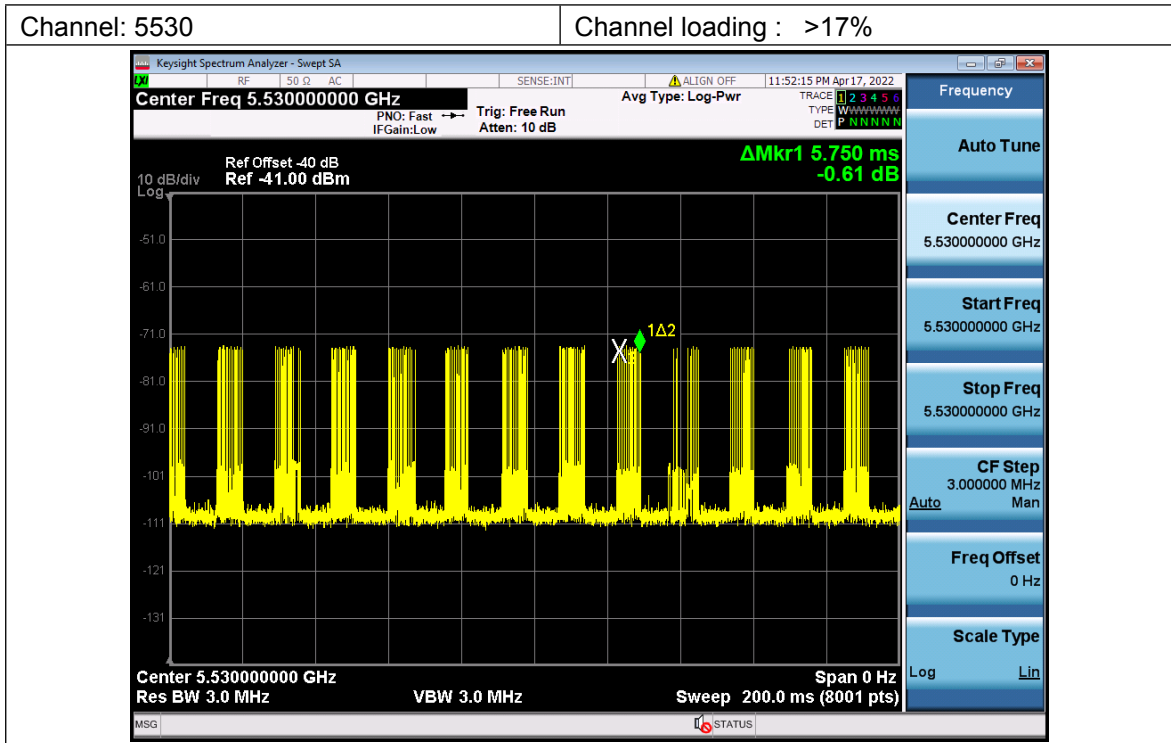 Channel: 5530
Channel loading : >17%
Keysight Spectrum Analyzer - Swept SA
LXI
RF 50 Ω AC SENSE:INT ALIGN OFF 11:52:15 PM Apr 17, 2022
Center Freq 5.530000000 GHz
PNO: Fast
IFGain:Low
Trig: Free Run
Atten: 10 dB
Avg Type: Log-Pwr
TRACE 1 2 3 4 5 6
TYPE WWWWWW
DET P N N N N N
ΔMkr1 5.750 ms
-0.61 dB
Ref Offset -40 dB
10 dB/div Ref -41.00 dBm
Log
-51.0
-61.0
-71.0
1Δ2
-81.0
-91.0
-101
-111
-121
-131
Center 5.530000000 GHz Span 0 Hz
Res BW 3.0 MHz VBW 3.0 MHz Sweep 200.0 ms (8001 pts)
MSG STATUS
Frequency
Auto Tune
Center Freq
5.530000000 GHz
Start Freq
5.530000000 GHz
Stop Freq
5.530000000 GHz
CF Step
3.000000 MHz
Auto Man
Freq Offset
0 Hz
Scale Type
Log Lin